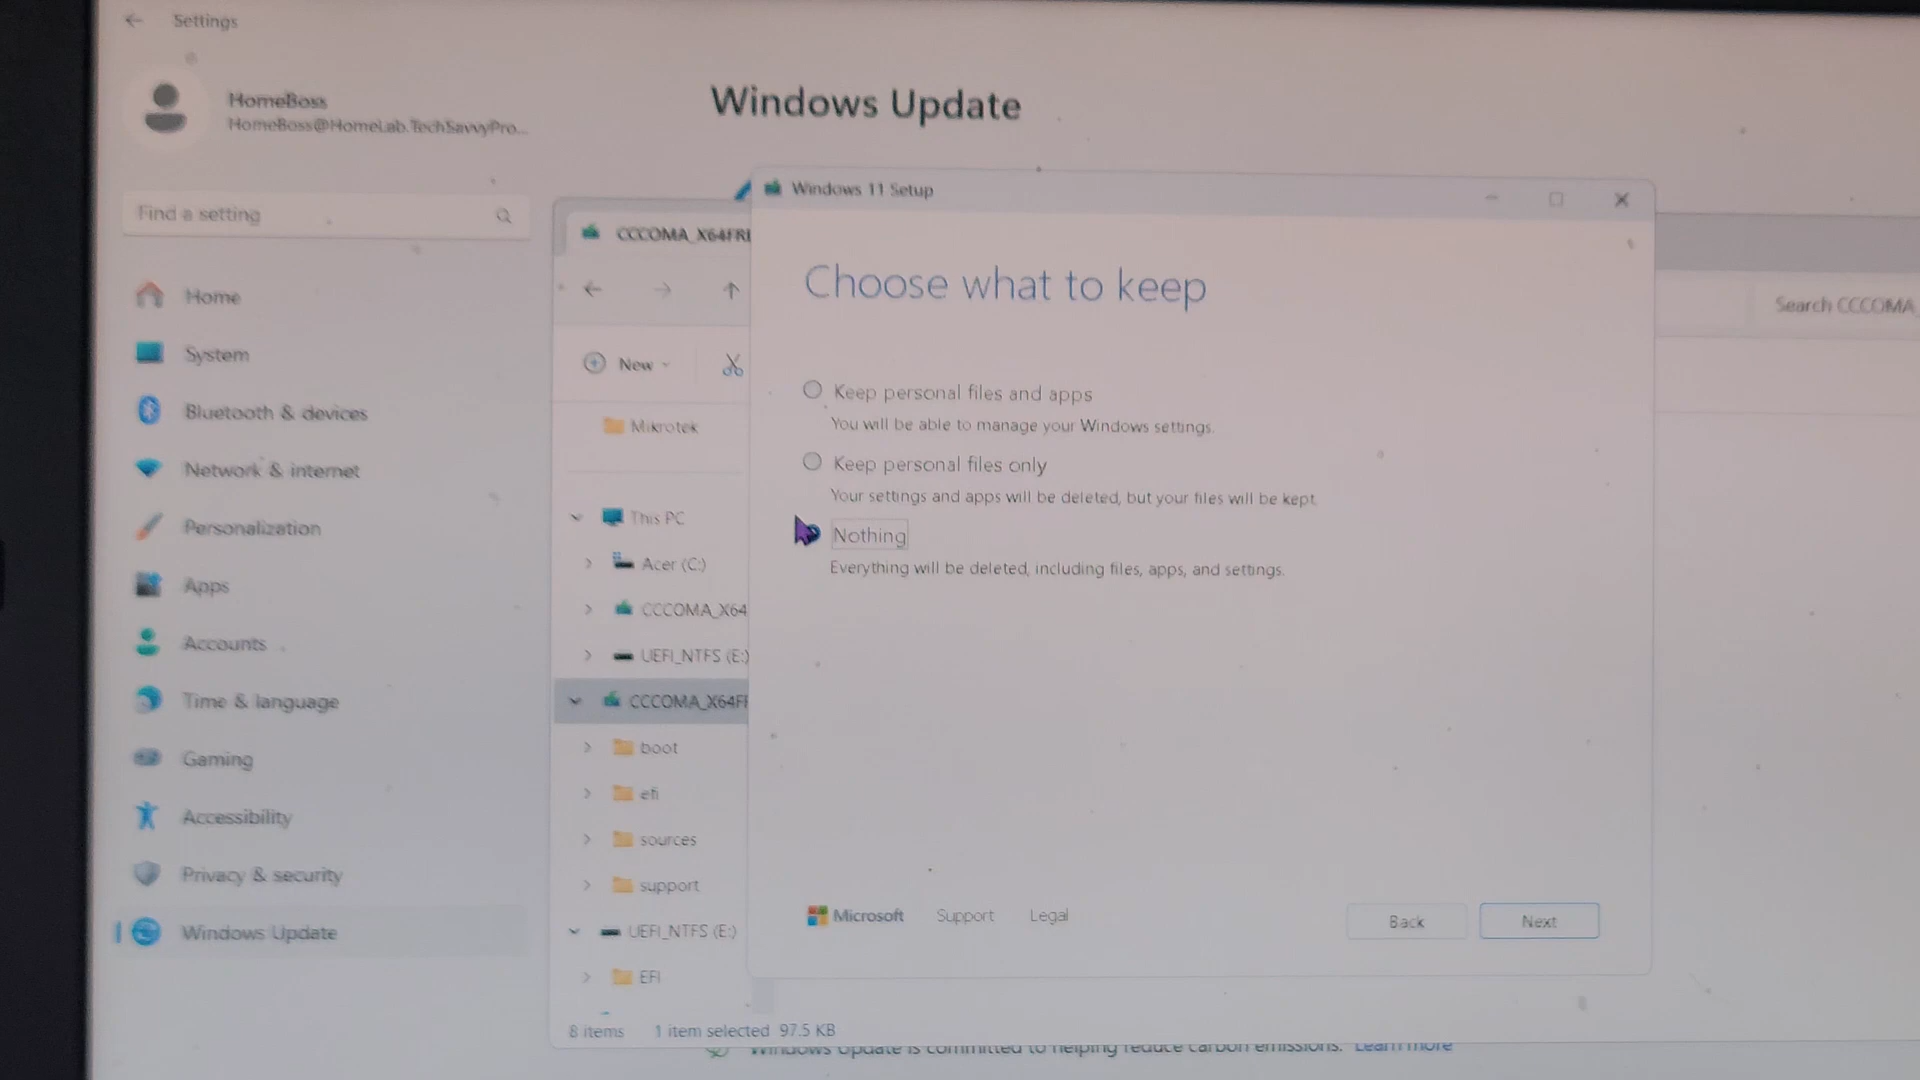 Settings
HomeBoss
HomeBoss@HomeLab.TechSavvyPro...
Find a setting
Home
System
Bluetooth & devices
Network & internet
Personalization
Apps
Accounts
Time & language
Gaming
Accessibility
Privacy & security
Windows Update
Windows Update
CCCOMA_X64FRE
New
Mikrotek
This PC
Acer (C:)
CCCOMA_X64
UEFI_NTFS (E:)
CCCOMA_X64FF
boot
efi
sources
support
UEFI_NTFS (E:)
EFI
8 items 1 item selected 97.5 KB
Search CCCOMA_
Windows 11 Setup
Choose what to keep
Keep personal files and apps
You will be able to manage your Windows settings.
Keep personal files only
Your settings and apps will be deleted, but your files will be kept.
Nothing
Everything will be deleted, including files, apps, and settings.
Microsoft Support Legal
Back
Next
Windows Update is committed to helping reduce carbon emissions. Learn more